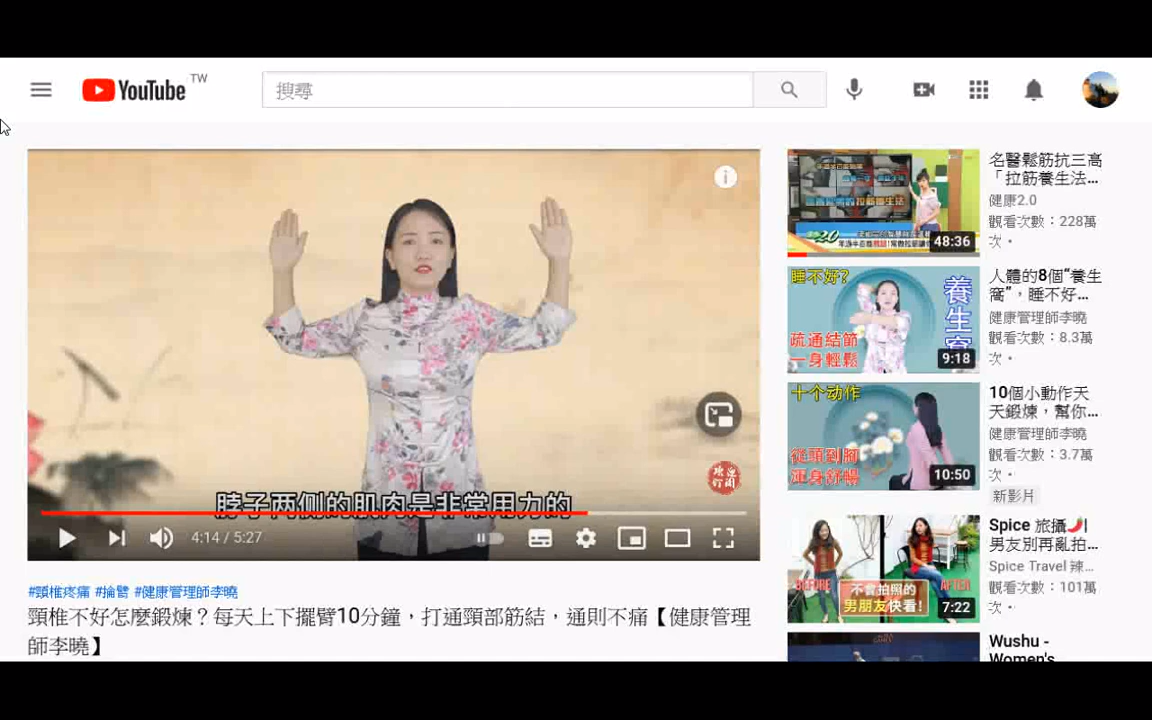 YouTube TW
搜尋
脖子两側的肌肉是非常用力的
4:14 / 5:27
#頸椎疼痛 #掄臂 #健康管理師李曉
頸椎不好怎麼鍛煉？每天上下擺臂10分鐘，打通頸部筋結，通則不痛【健康管理
師李曉】
48:36
名醫鬆筋抗三高
「拉筋養生法...
健康2.0
觀看次數：228萬
次・
睡不好?
養生窩
疏通結節
一身輕鬆
9:18
人體的8個“養生
窩”，睡不好...
健康管理師李曉
觀看次數：8.3萬
次・
十个动作
從頭到腳
渾身舒暢
10:50
10個小動作天
天鍛煉，幫你...
健康管理師李曉
觀看次數：3.7萬
次・
新影片
BEFORE
AFTER
不會拍照的
男朋友快看!
7:22
Spice 旅攝🌶️!
男友別再亂拍...
Spice Travel 辣...
觀看次數：101萬
次・
Wushu -
Women's